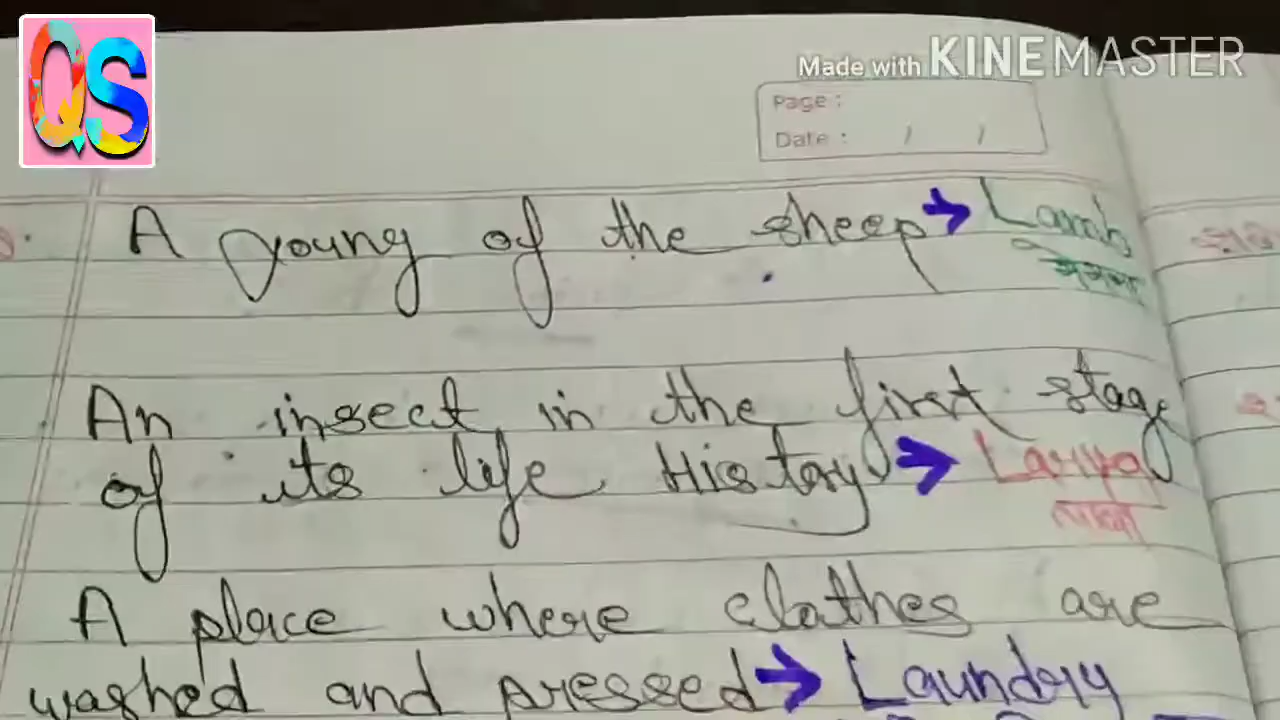 QS
Made with KINEMASTER
Page :
Date : / /
A young of the sheep → Lamb
मेमना
An insect in the first stage
of its life History → Larva
लार्वा
A place where clothes are
washed and pressed → Laundry